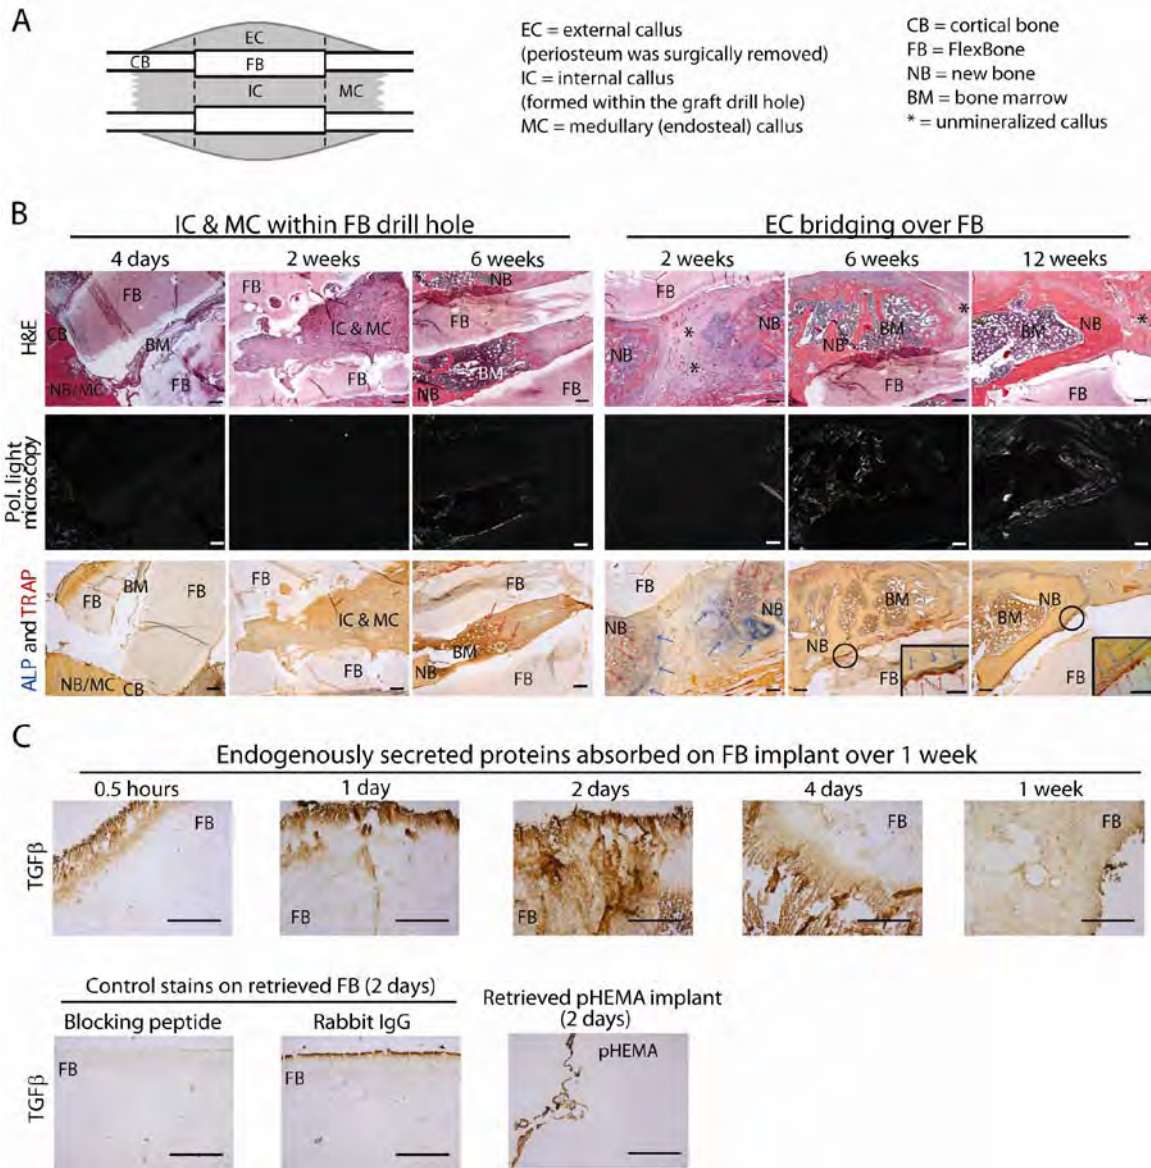 A
EC
CB
FB
IC
MC
EC = external callus
(periosteum was surgically removed)
IC = internal callus
(formed within the graft drill hole)
MC = medullary (endosteal) callus
CB = cortical bone
FB = FlexBone
NB = new bone
BM = bone marrow
* = unmineralized callus
B
IC & MC within FB drill hole
EC bridging over FB
4 days
2 weeks
6 weeks
2 weeks
6 weeks
12 weeks
H&E
FB
CB
BM
FB
NB/MC
FB
IC & MC
FB
NB
FB
BM
NB
FB
FB
*
*
NB
NB
*
BM
NB
FB
NB
BM
*
FB
Pol. light
microscopy
ALP and TRAP
FB
BM
FB
NB/MC
CB
FB
IC & MC
FB
FB
BM
NB
FB
FB
NB
NB
BM
NB
FB
NB
BM
FB
C
Endogenously secreted proteins absorbed on FB implant over 1 week
0.5 hours
1 day
2 days
4 days
1 week
TGFβ
FB
FB
FB
FB
FB
Control stains on retrieved FB (2 days)
Blocking peptide
Rabbit IgG
Retrieved pHEMA implant
(2 days)
TGFβ
FB
FB
pHEMA